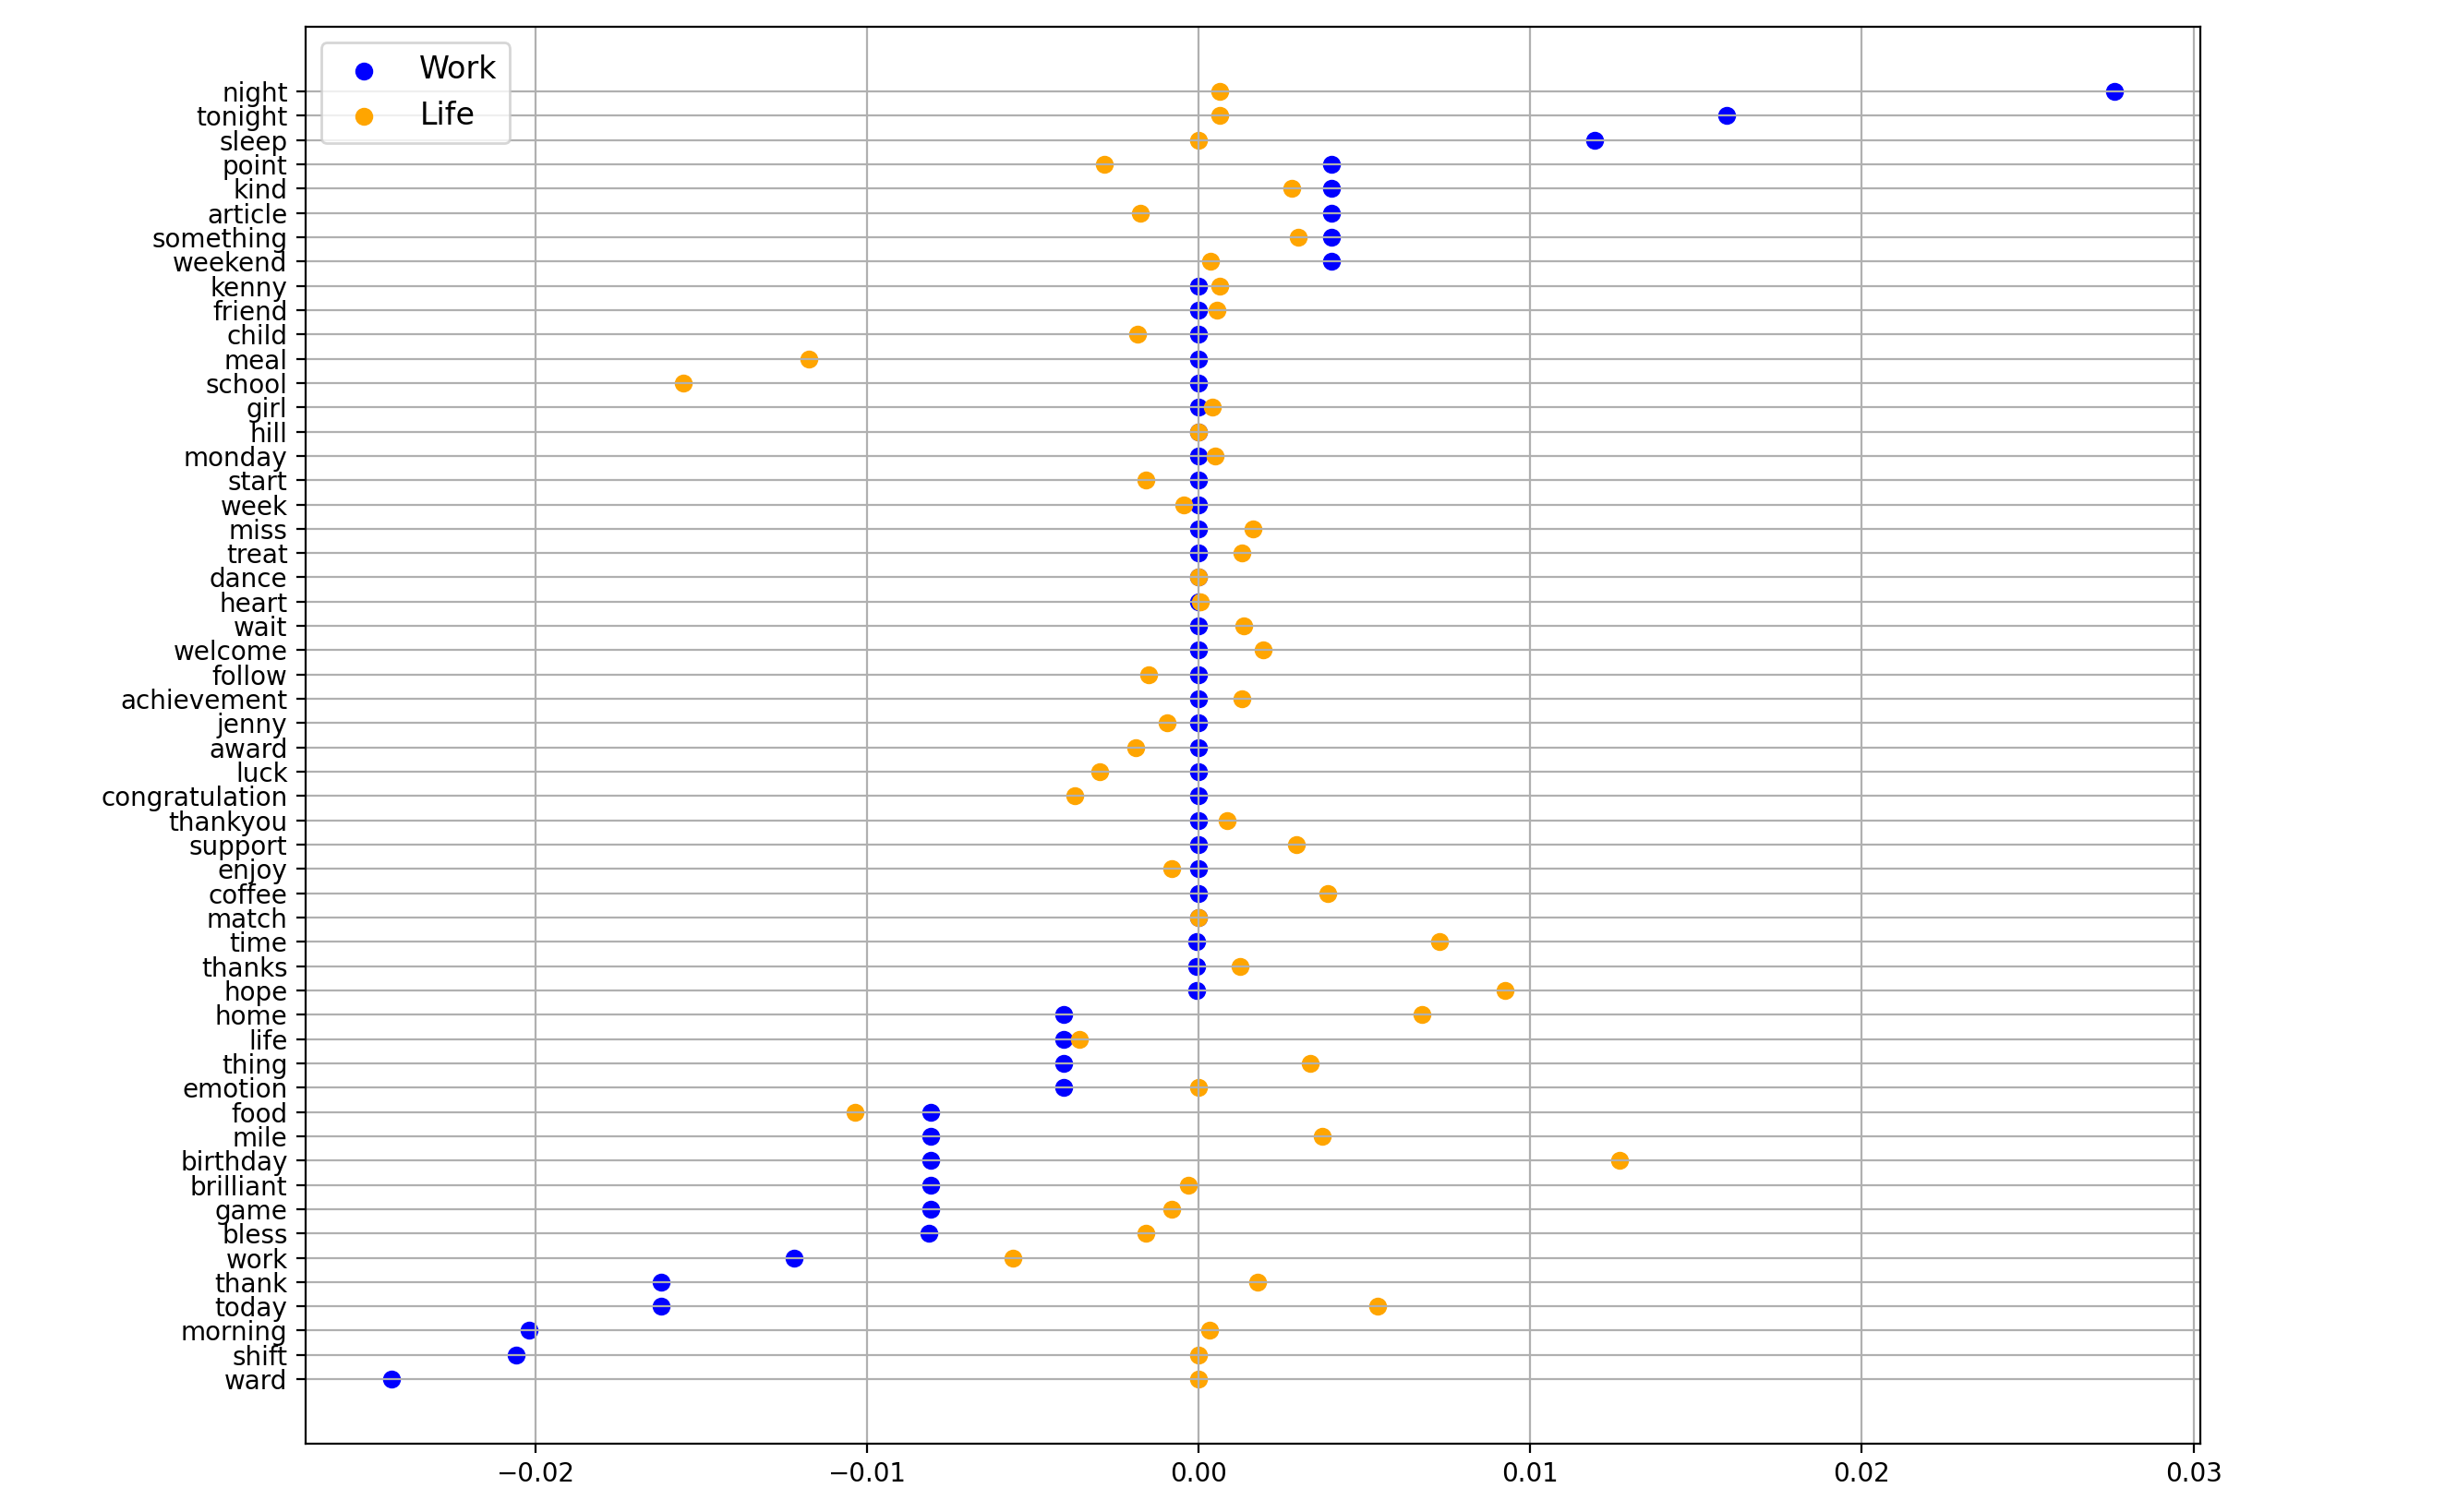 Work
Life
night
tonight
sleep
point
kind
article
something
weekend
kenny
friend
child
meal
school
girl
hill
monday
start
week
miss
treat
dance
heart
wait
welcome
follow
achievement
jenny
award
luck
congratulation
thankyou
support
enjoy
coffee
match
time
thanks
hope
home
life
thing
emotion
food
mile
birthday
brilliant
game
bless
work
thank
today
morning
shift
ward
−0.02 −0.01 0.00 0.01 0.02 0.03